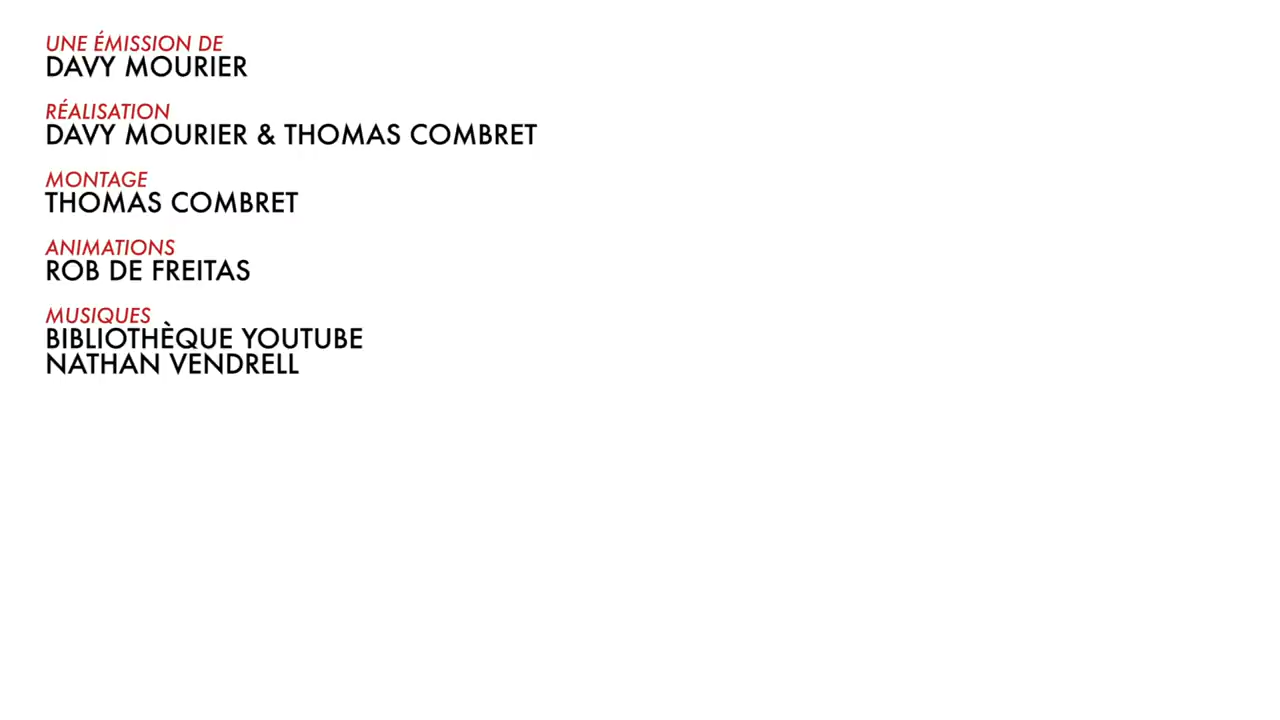 UNE ÉMISSION DE
DAVY MOURIER
RÉALISATION
DAVY MOURIER & THOMAS COMBRET
MONTAGE
THOMAS COMBRET
ANIMATIONS
ROB DE FREITAS
MUSIQUES
BIBLIOTHÈQUE YOUTUBE
NATHAN VENDRELL